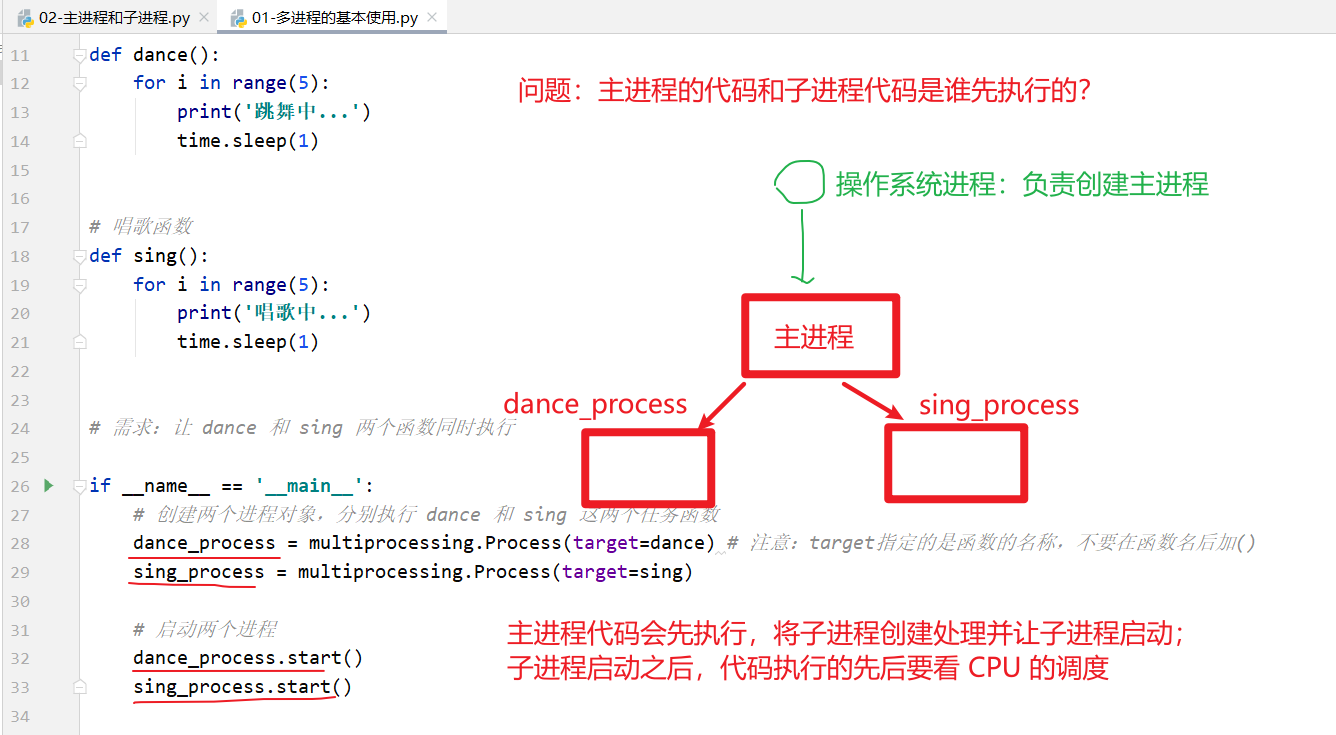 02-主进程和子进程.py
01-多进程的基本使用.py
11 def dance():
12 for i in range(5):
13 print('跳舞中...')
14 time.sleep(1)
15
16
17 # 唱歌函数
18 def sing():
19 for i in range(5):
20 print('唱歌中...')
21 time.sleep(1)
22
23
24 # 需求：让 dance 和 sing 两个函数同时执行
25
26 if __name__ == '__main__':
27 # 创建两个进程对象，分别执行 dance 和 sing 这两个任务函数
28 dance_process = multiprocessing.Process(target=dance) # 注意：target指定的是函数的名称，不要在函数名后加()
29 sing_process = multiprocessing.Process(target=sing)
30
31 # 启动两个进程
32 dance_process.start()
33 sing_process.start()
34
问题：主进程的代码和子进程代码是谁先执行的？
操作系统进程：负责创建主进程
主进程
dance_process
sing_process
主进程代码会先执行，将子进程创建处理并让子进程启动；
子进程启动之后，代码执行的先后要看 CPU 的调度